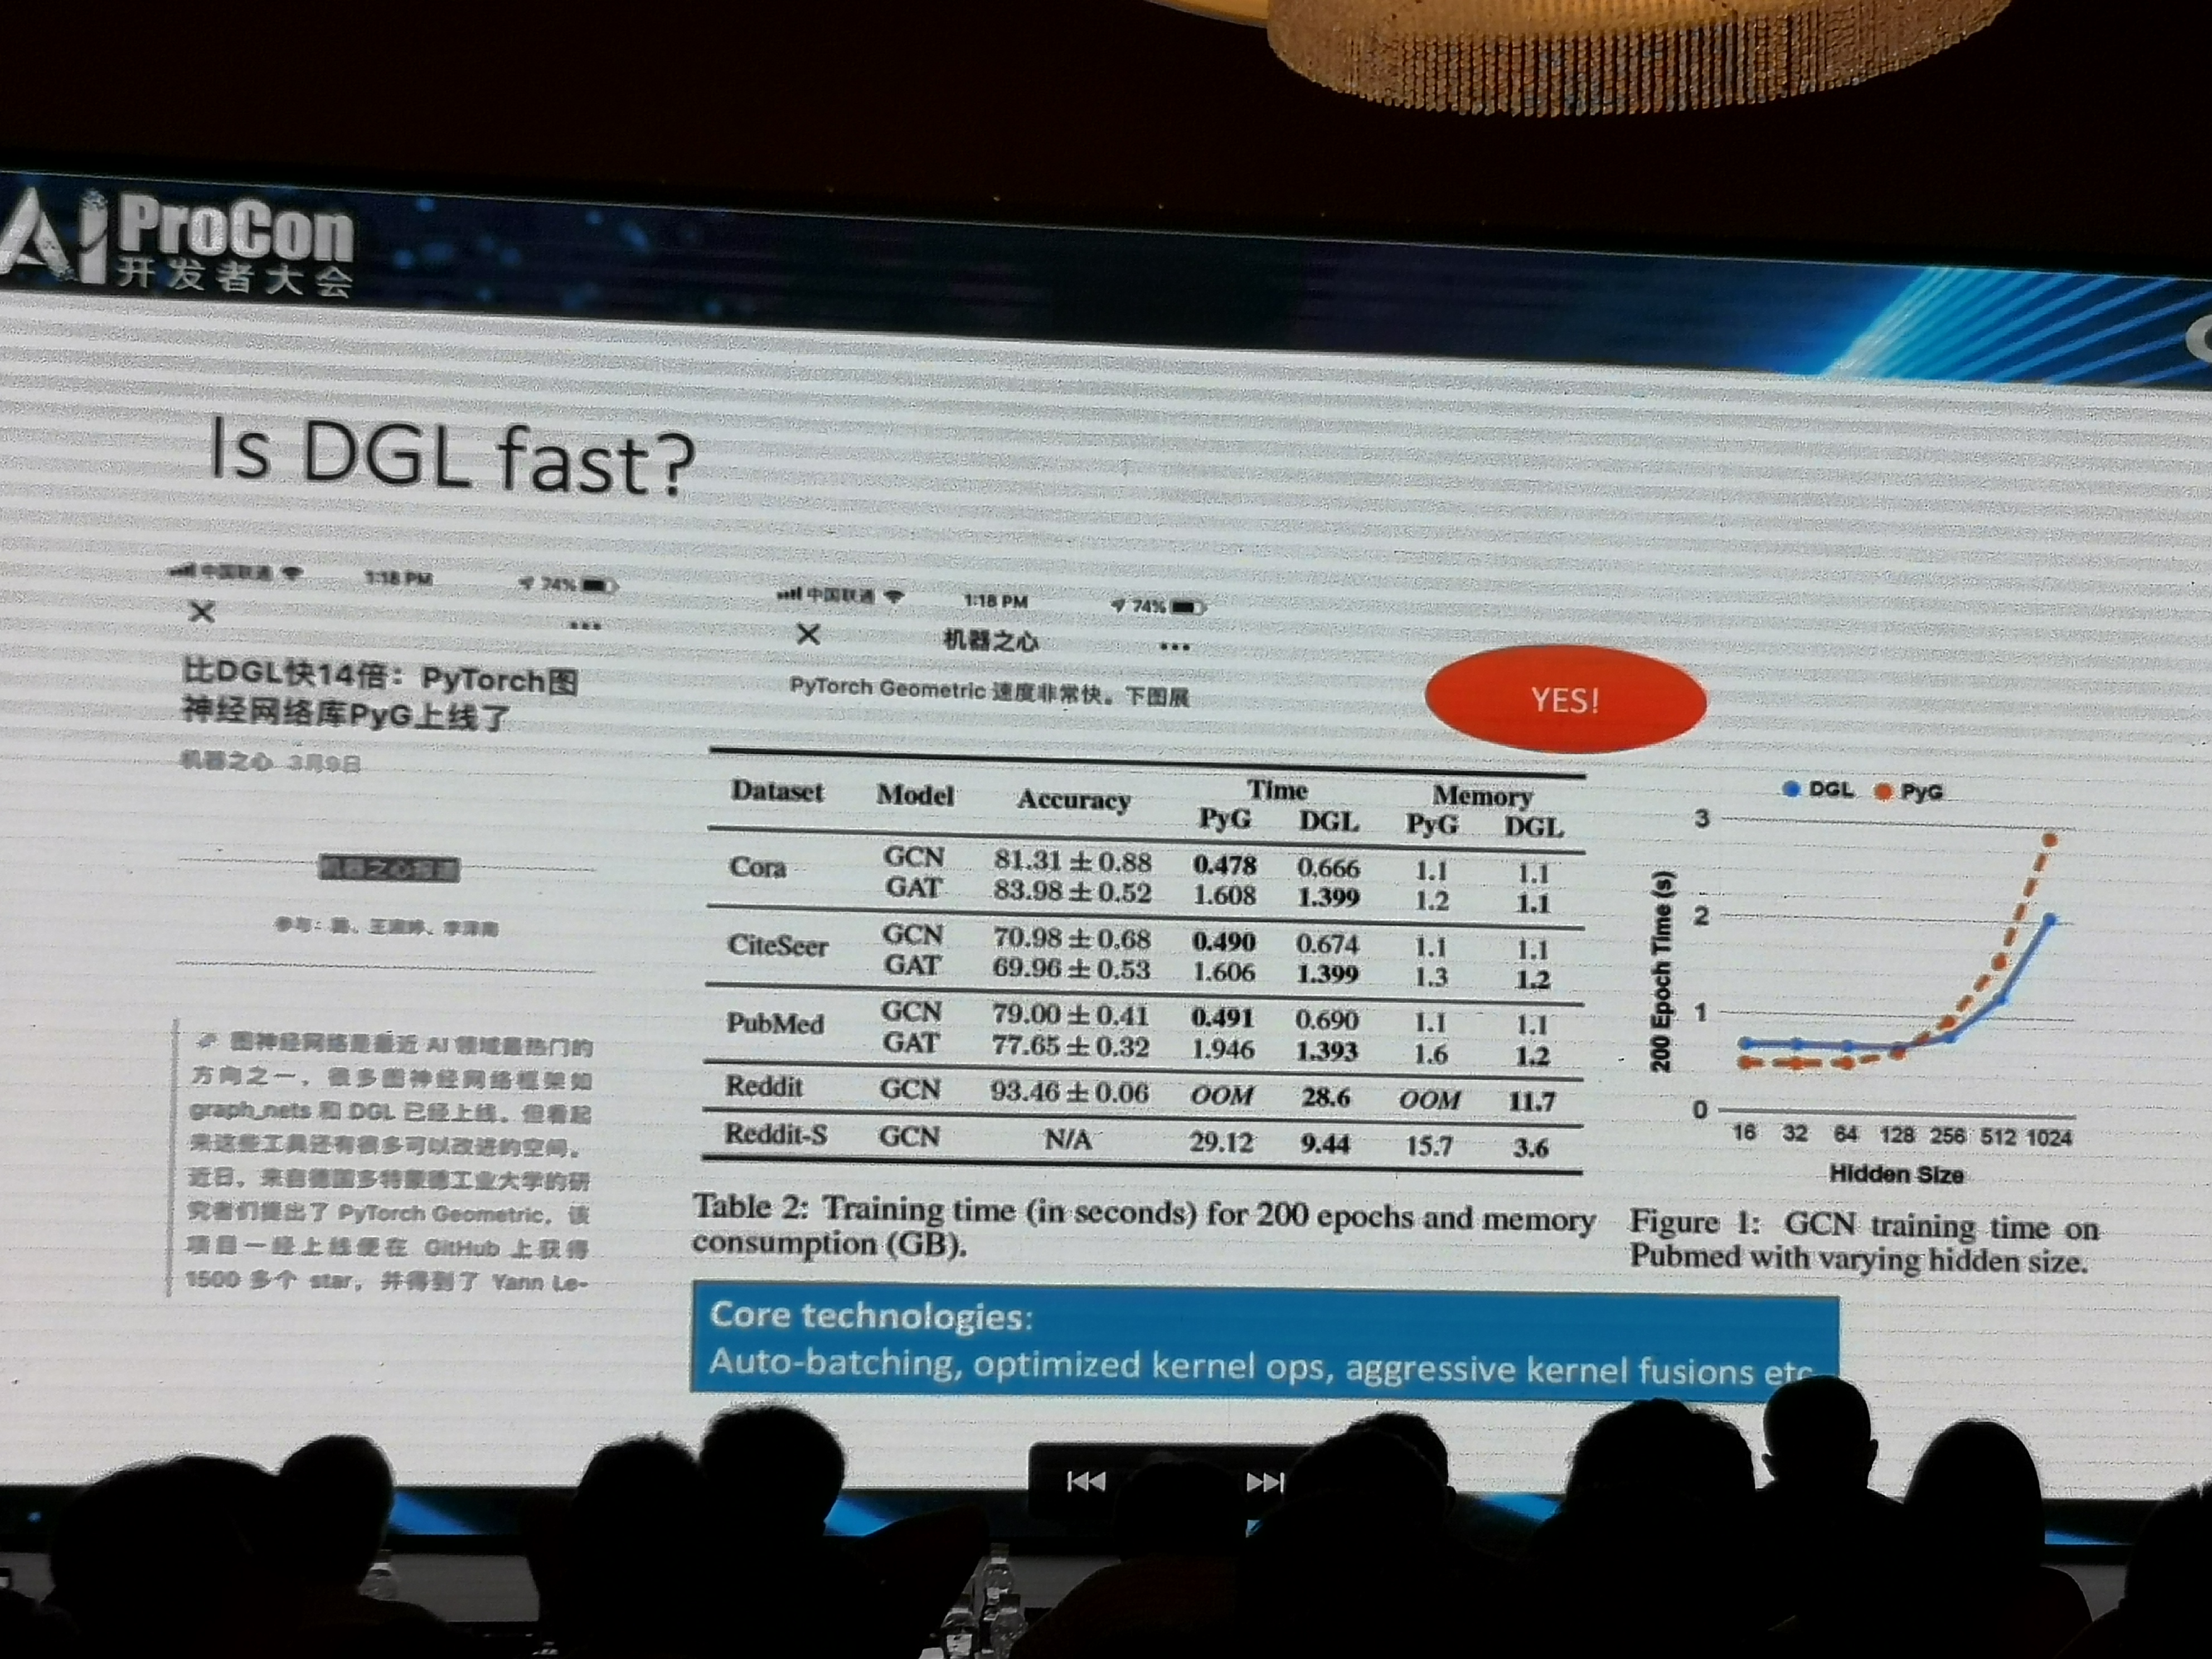 AI ProCon
开发者大会
Is DGL fast?
中国联通 1:18 PM 74%
比DGL快14倍：PyTorch图
神经网络库PyG上线了
机器之心 3月9日
机器之心报道
参与：
图神经网络是最近 AI 领域最热门的
方向之一，很多图神经网络框架如
graph_nets 和 DGL 已经上线。但看起
来这些工具还有很多可以改进的空间。
近日，来自德国多特蒙德工业大学的研
究者们提出了 PyTorch Geometric，该
项目一经上线便在 GitHub 上获得
1500 多个 star，并得到了 Yann Le-
中国联通 1:18 PM 74%
机器之心
PyTorch Geometric 速度非常快。下图展
YES!
Dataset Model Accuracy Time Memory
PyG DGL PyG DGL
Cora GCN 81.31 ± 0.88 0.478 0.666 1.1 1.1
GAT 83.98 ± 0.52 1.608 1.399 1.2 1.1
CiteSeer GCN 70.98 ± 0.68 0.490 0.674 1.1 1.1
GAT 69.96 ± 0.53 1.606 1.399 1.3 1.2
PubMed GCN 79.00 ± 0.41 0.491 0.690 1.1 1.1
GAT 77.65 ± 0.32 1.946 1.393 1.6 1.2
Reddit GCN 93.46 ± 0.06 OOM 28.6 OOM 11.7
Reddit-S GCN N/A 29.12 9.44 15.7 3.6
Table 2: Training time (in seconds) for 200 epochs and memory
consumption (GB).
DGL PyG
3
2
1
0
200 Epoch Time (s)
16 32 64 128 256 512 1024
Hidden Size
Figure 1: GCN training time on
Pubmed with varying hidden size.
Core technologies:
Auto-batching, optimized kernel ops, aggressive kernel fusions etc